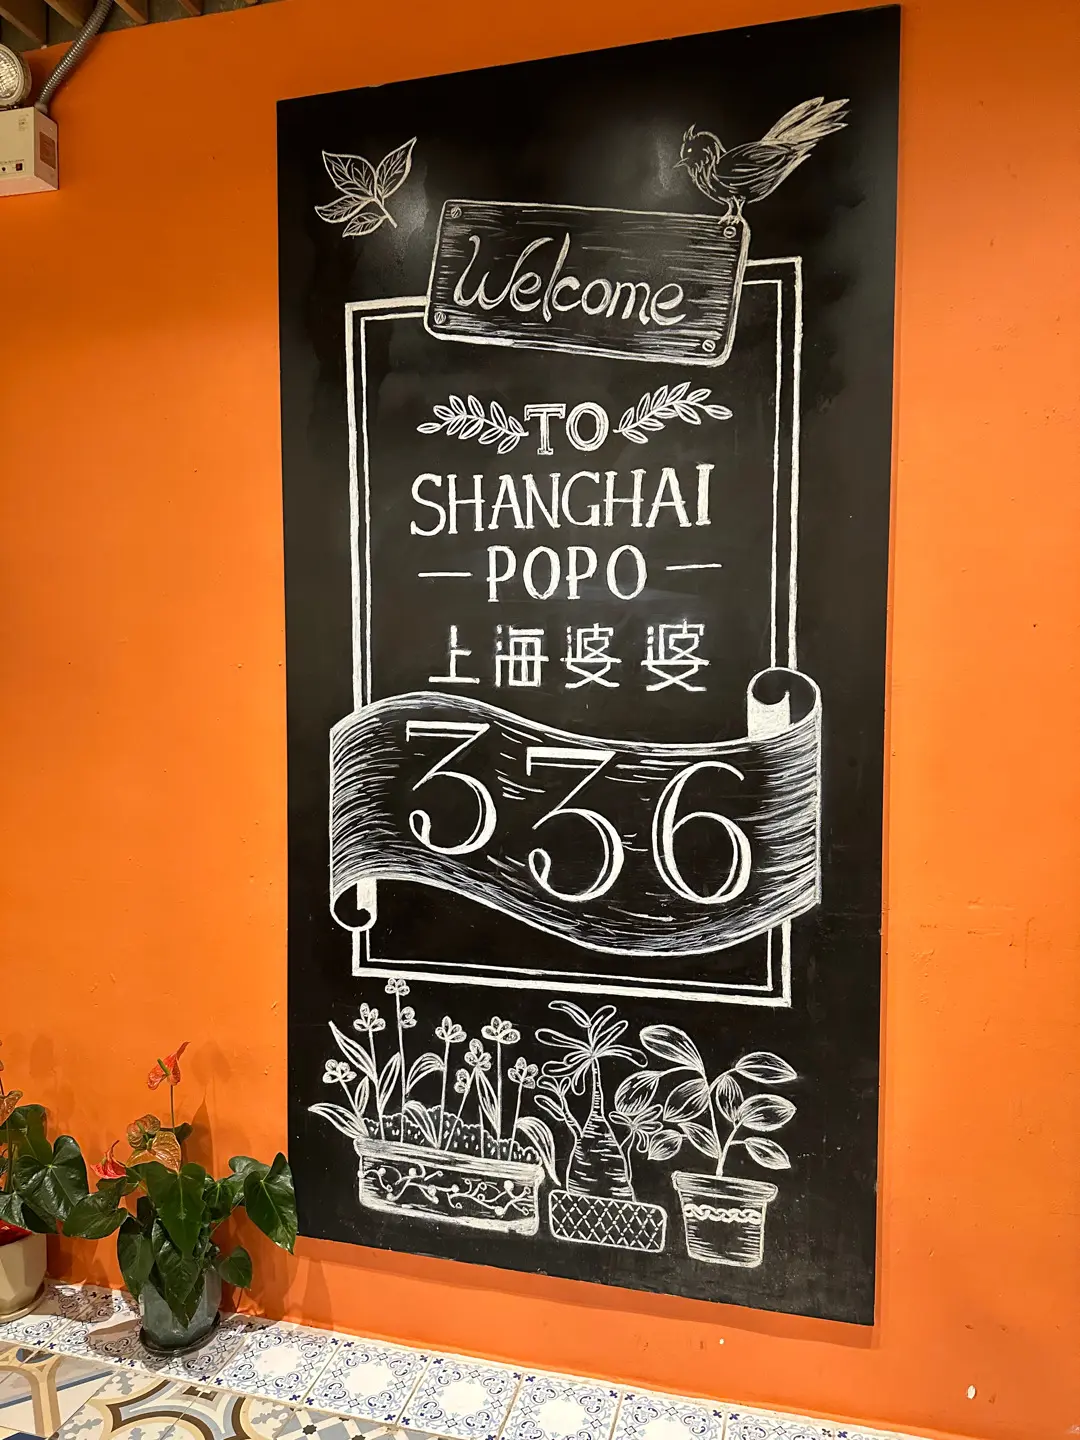 Welcome
TO
SHANGHAI
POPO
上海婆婆
336